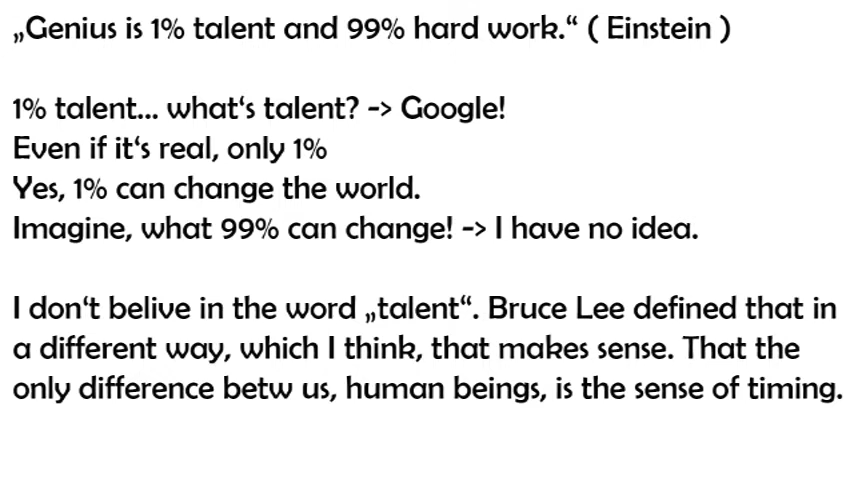 „Genius is 1% talent and 99% hard work.“ ( Einstein )
1% talent... what‘s talent? -> Google!
Even if it‘s real, only 1%
Yes, 1% can change the world.
Imagine, what 99% can change! -> I have no idea.
I don‘t belive in the word „talent“. Bruce Lee defined that in
a different way, which I think, that makes sense. That the
only difference betw us, human beings, is the sense of timing.